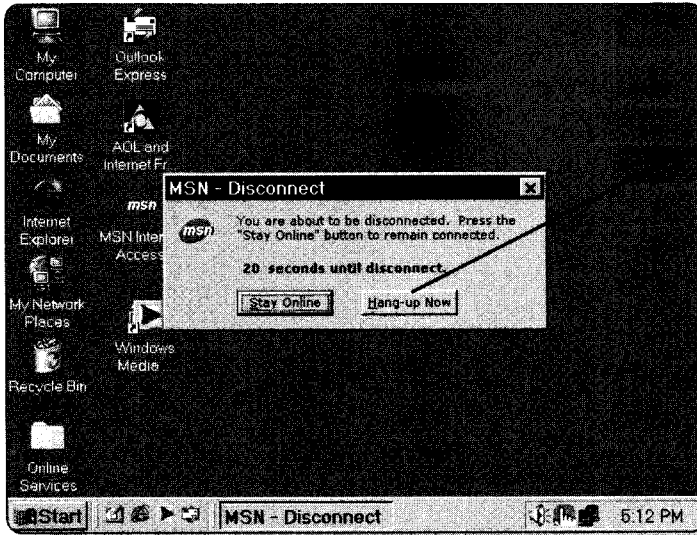 My
Computer
Outlook
Express
My
Documents
AOL and
Internet Fr...
Internet
Explorer
msn
MSN Inter
Access
My Network
Places
Windows
Media
Recycle Bin
Online
Services
MSN - Disconnect
msn
You are about to be disconnected. Press the
"Stay Online" button to remain connected.
20 seconds until disconnect.
Stay Online
Hang-up Now
Start
MSN - Disconnect
5:12 PM